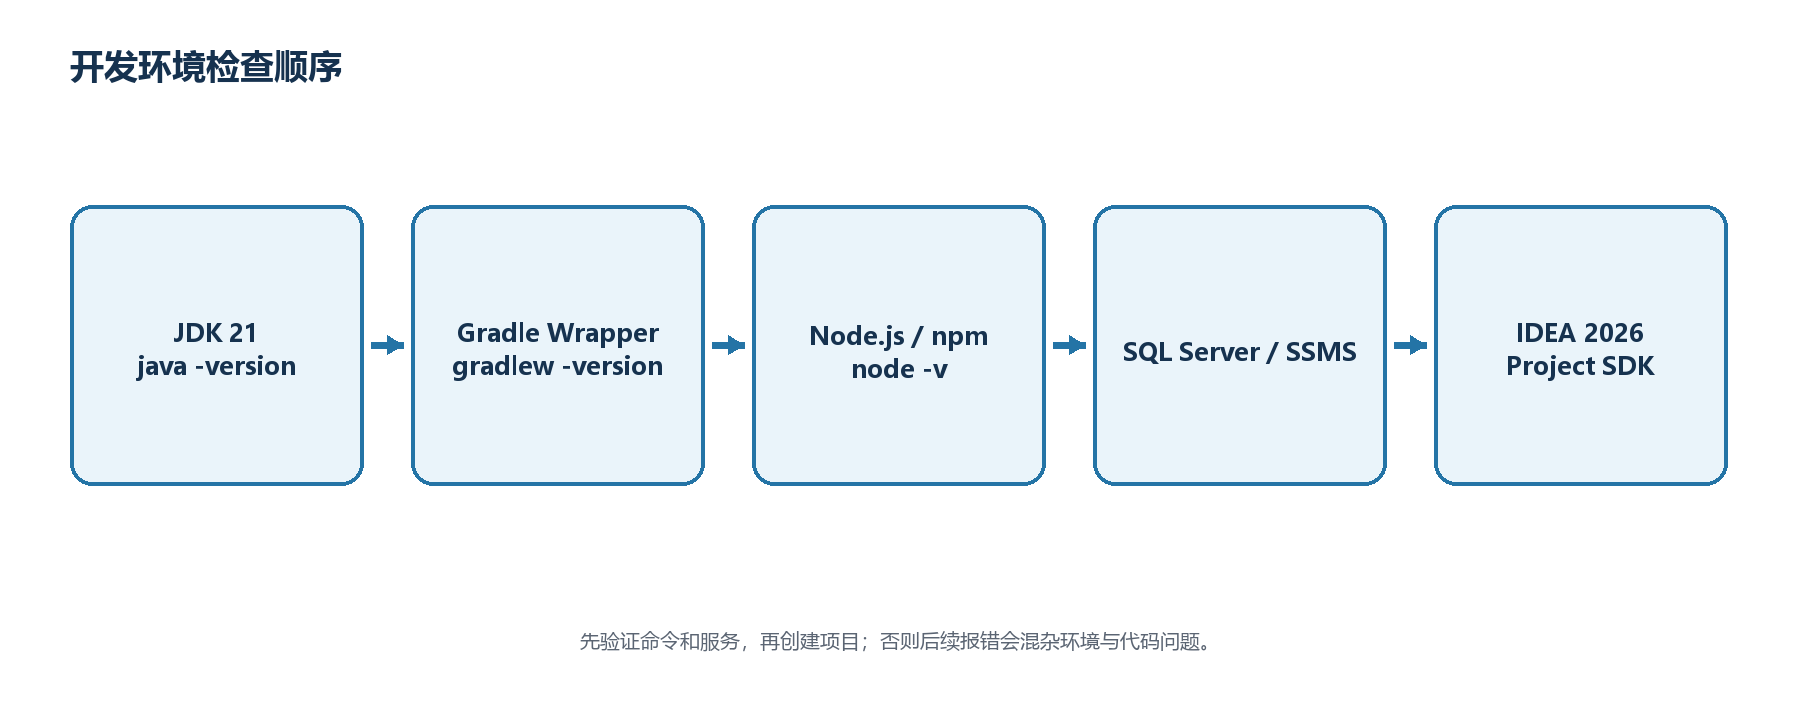 开发环境检查顺序
JDK 21
java -version
Gradle Wrapper
gradlew -version
Node.js / npm
node -v
SQL Server / SSMS
IDEA 2026
Project SDK
先验证命令和服务，再创建项目；否则后续报错会混杂环境与代码问题。